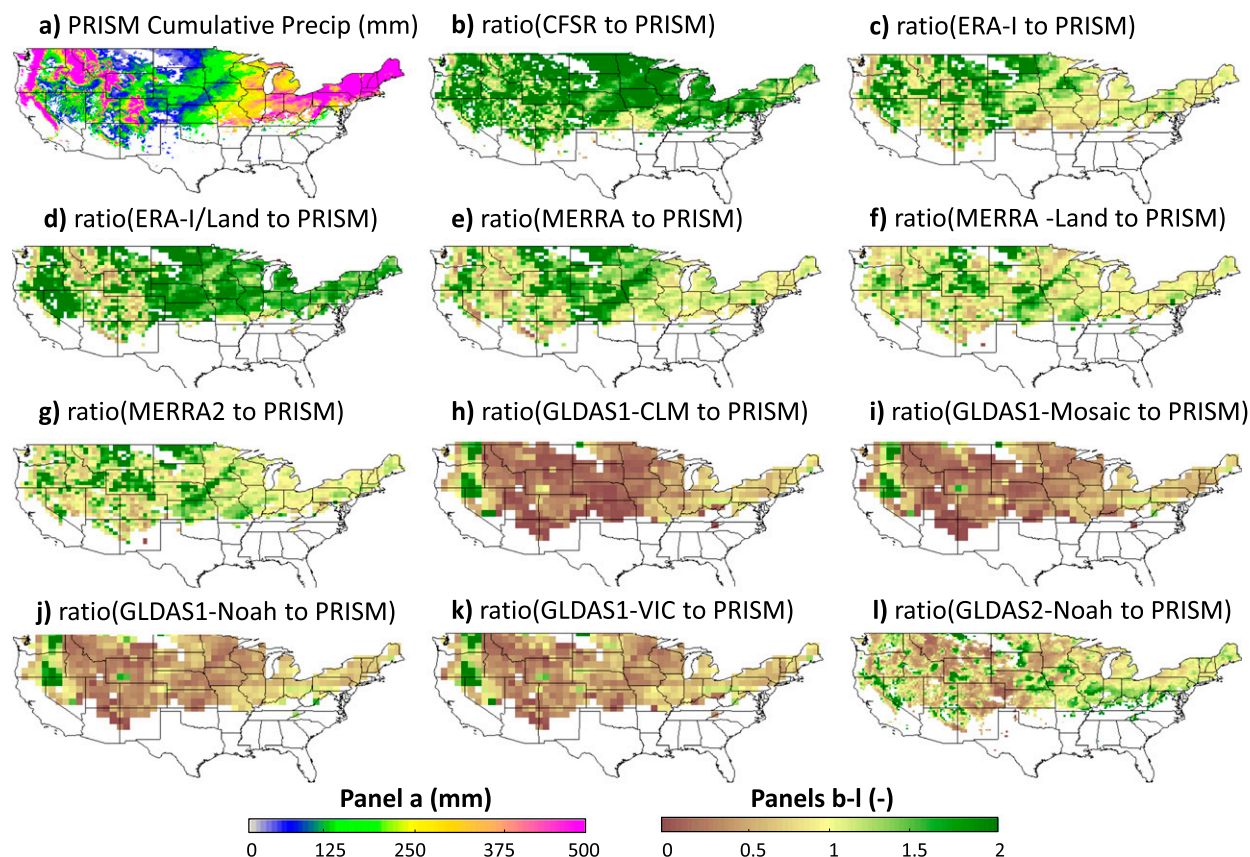 a) PRISM Cumulative Precip (mm)
b) ratio(CFSR to PRISM)
c) ratio(ERA-I to PRISM)
d) ratio(ERA-I/Land to PRISM)
e) ratio(MERRA to PRISM)
f) ratio(MERRA -Land to PRISM)
g) ratio(MERRA2 to PRISM)
h) ratio(GLDAS1-CLM to PRISM)
i) ratio(GLDAS1-Mosaic to PRISM)
j) ratio(GLDAS1-Noah to PRISM)
k) ratio(GLDAS1-VIC to PRISM)
l) ratio(GLDAS2-Noah to PRISM)
Panel a (mm)
0 125 250 375 500
Panels b-l (-)
0 0.5 1 1.5 2